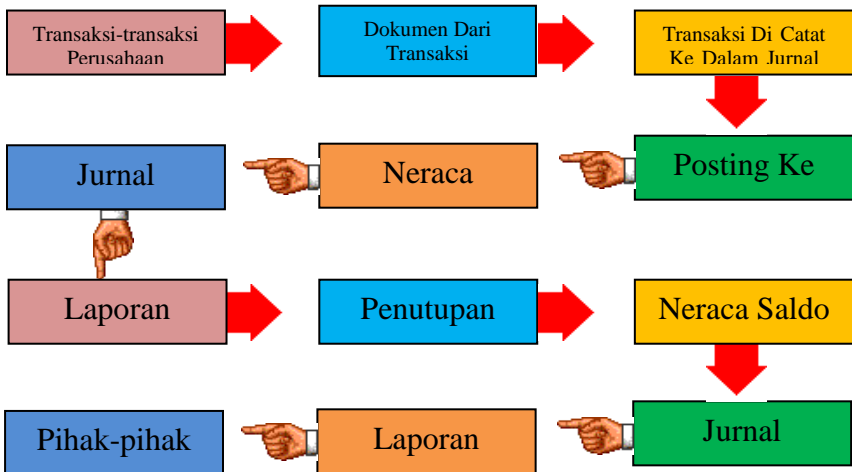 Transaksi-transaksi
Perusahaan
Dokumen Dari
Transaksi
Transaksi Di Catat
Ke Dalam Jurnal
Jurnal
Neraca
Posting Ke
Laporan
Penutupan
Neraca Saldo
Pihak-pihak
Laporan
Jurnal